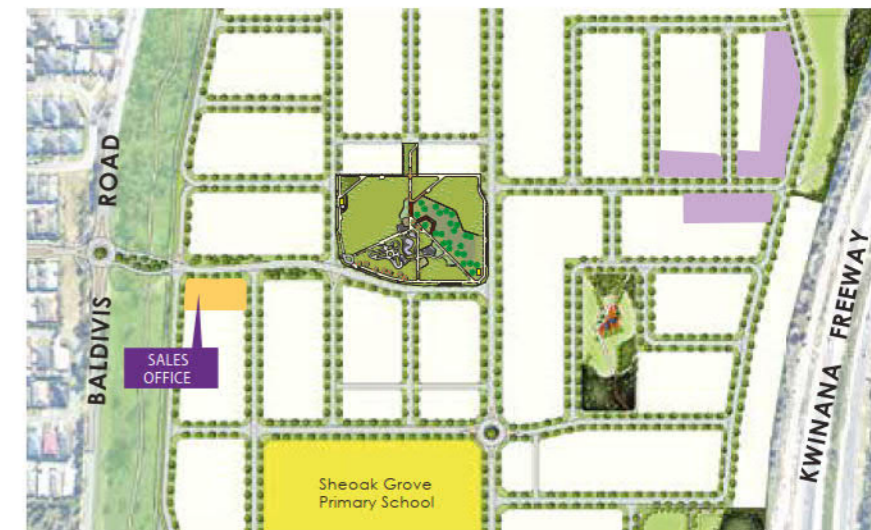 BALDIVIS ROAD
SALES
OFFICE
Sheoak Grove
Primary School
KWINANA FREEWAY